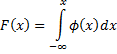 F(x) = ∫_{-∞}^{x} ϕ(x) dx